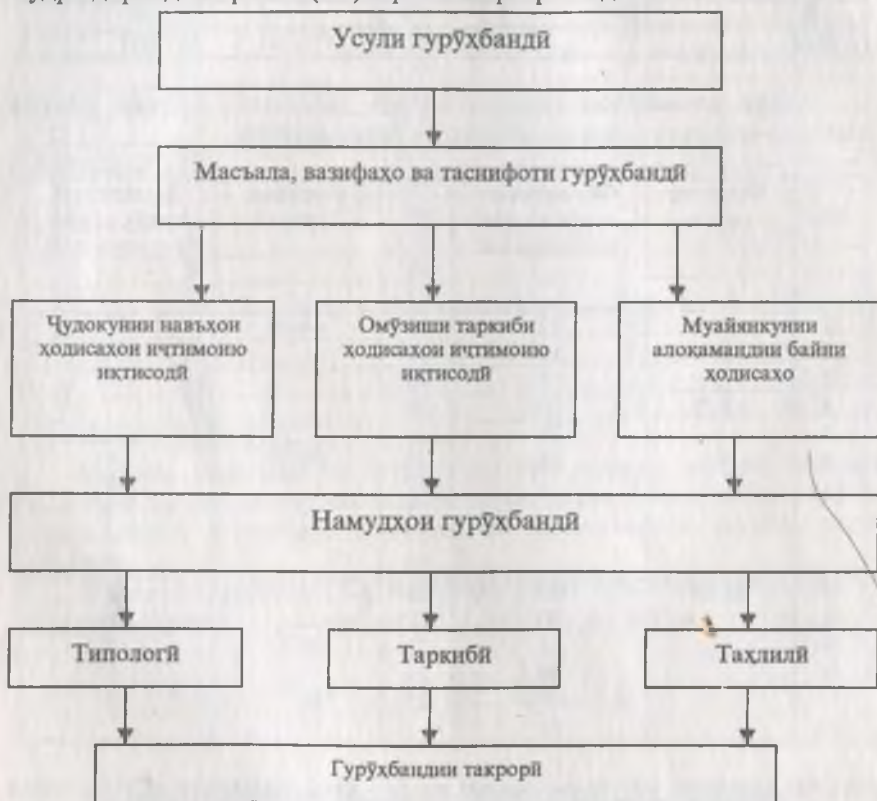 Усули гурӯҳбандӣ
Масъала, вазифаҳо ва таснифоти гурӯҳбандӣ
Ҷудокунии навъҳои
ҳодисаҳои иҷтимоию
иқтисодӣ
Омӯзиши таркиби
ҳодисаҳои иҷтимоию
иқтисодӣ
Муайянкунии
алоқамандии байни
ҳодисаҳо
Намудҳои гурӯҳбандӣ
Типологӣ
Таркибӣ
Таҳлилӣ
Гурӯҳбандии такрорӣ